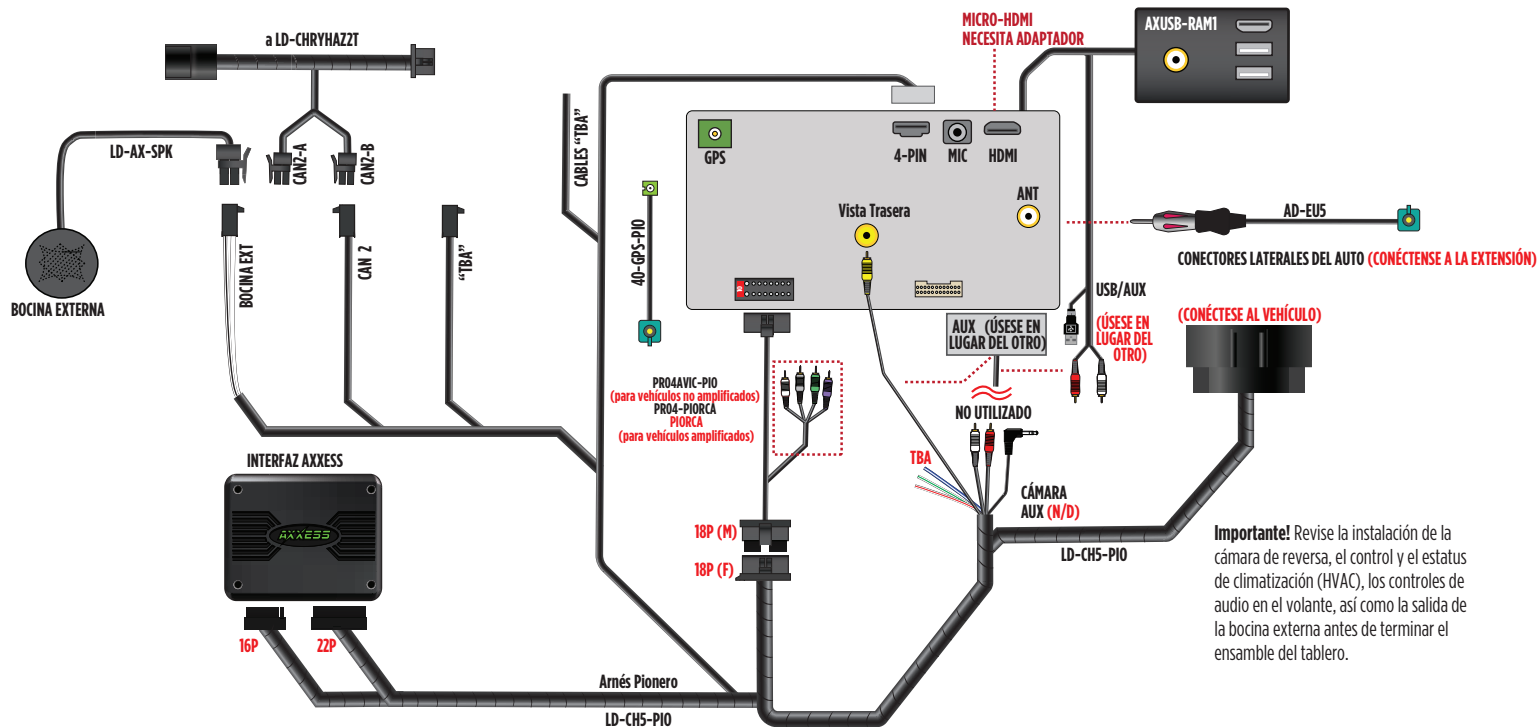 a LD-CHRYHAZ2T
LD-AX-SPK
CAN2-A
CAN2-B
BOCINA EXTERNA
BOCINA EXT
CAN 2
"TBA"
CABLES "TBA"
40-GPS-PIO
MICRO-HDMI
NECESITA ADAPTADOR
AXUSB-RAM1
GPS
4-PIN
MIC
HDMI
ANT
Vista Trasera
AD-EU5
CONECTORES LATERALES DEL AUTO (CONÉCTENSE A LA EXTENSIÓN)
USB/AUX
(ÚSESE EN
LUGAR DEL
OTRO)
(CONÉCTESE AL VEHÍCULO)
AUX (ÚSESE EN
LUGAR DEL OTRO)
NO UTILIZADO
PR04AVIC-PIO
(para vehículos no amplificados)
PR04-PIORCA
PIORCA
(para vehículos amplificados)
TBA
CÁMARA
AUX (N/D)
LD-CH5-PIO
18P (M)
18P (F)
INTERFAZ AXXESS
AXXESS
16P
22P
Arnés Pionero
LD-CH5-PIO
Importante! Revise la instalación de la
cámara de reversa, el control y el estatus
de climatización (HVAC), los controles de
audio en el volante, así como la salida de
la bocina externa antes de terminar el
ensamble del tablero.